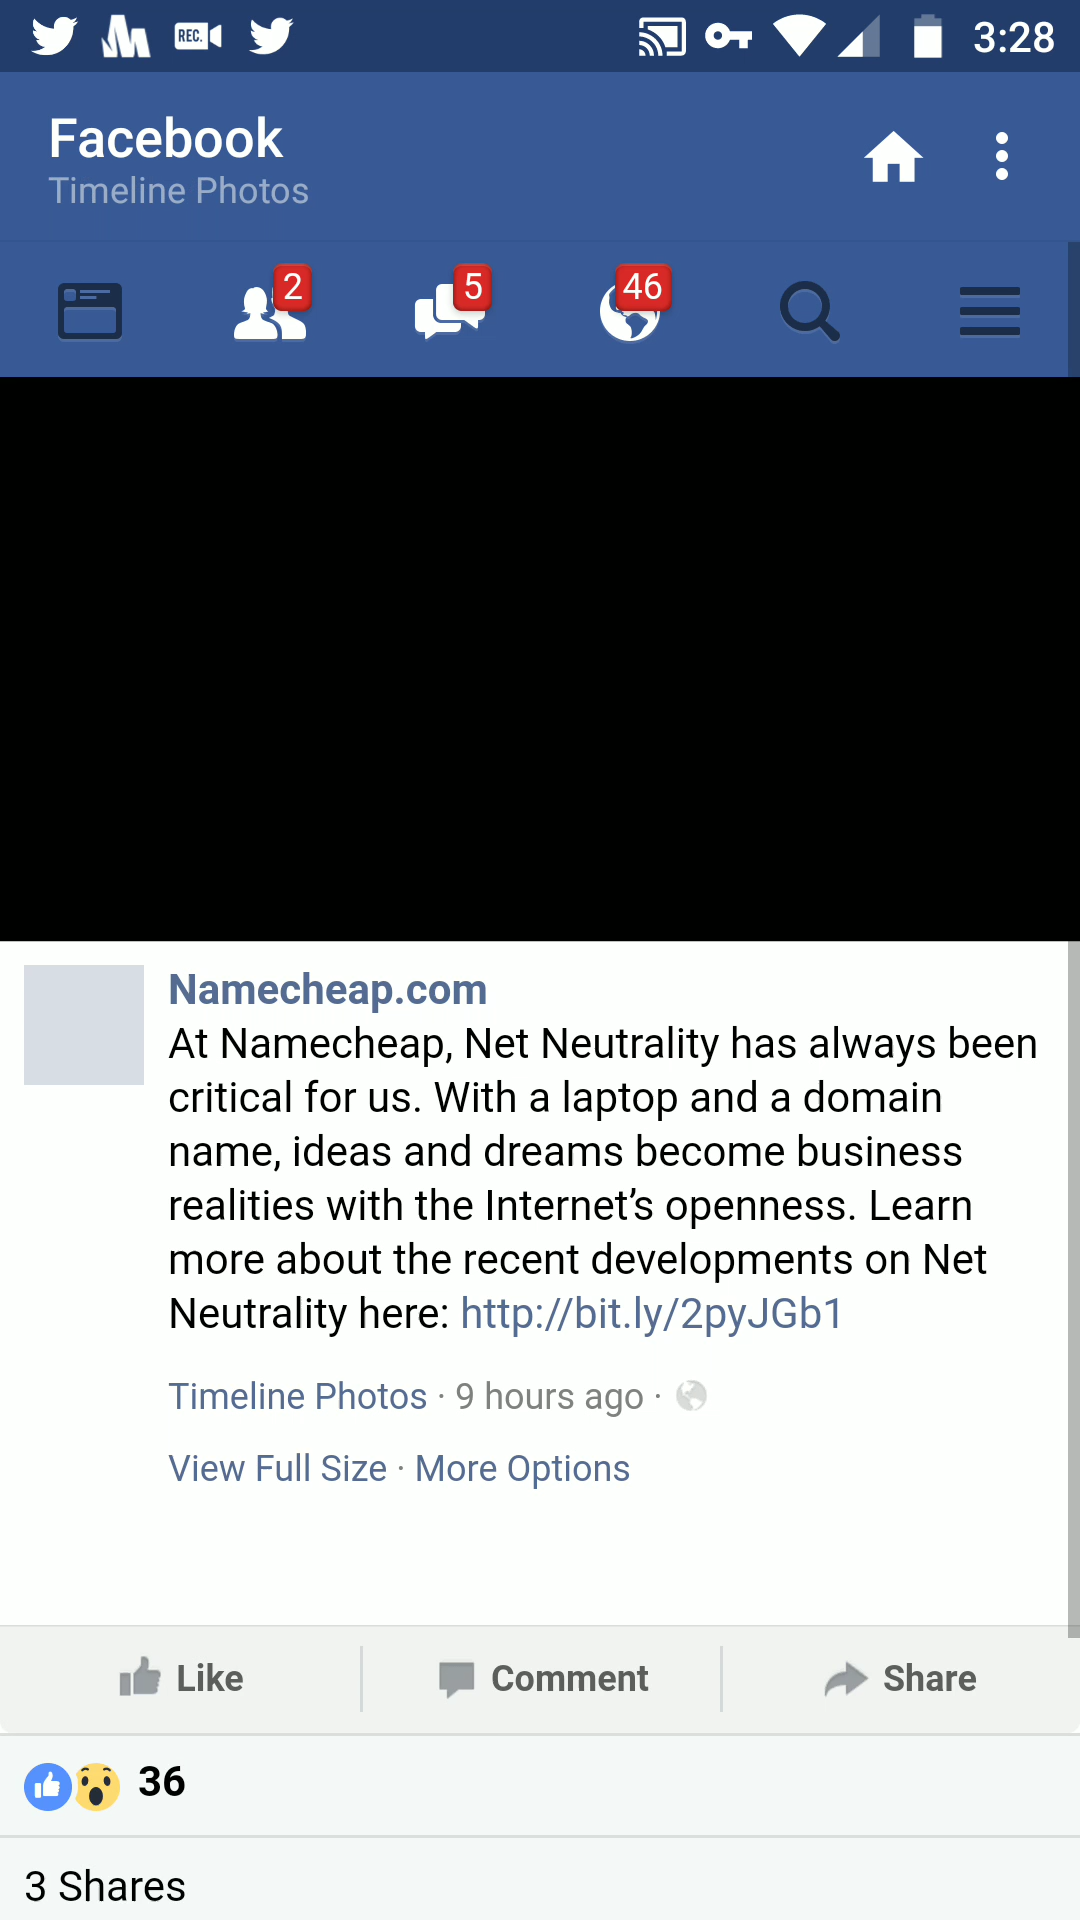 REC. 3:28
Facebook
Timeline Photos
2 5 46
Namecheap.com
At Namecheap, Net Neutrality has always been
critical for us. With a laptop and a domain
name, ideas and dreams become business
realities with the Internet’s openness. Learn
more about the recent developments on Net
Neutrality here: http://bit.ly/2pyJGb1
Timeline Photos · 9 hours ago ·
View Full Size · More Options
Like Comment Share
36
3 Shares